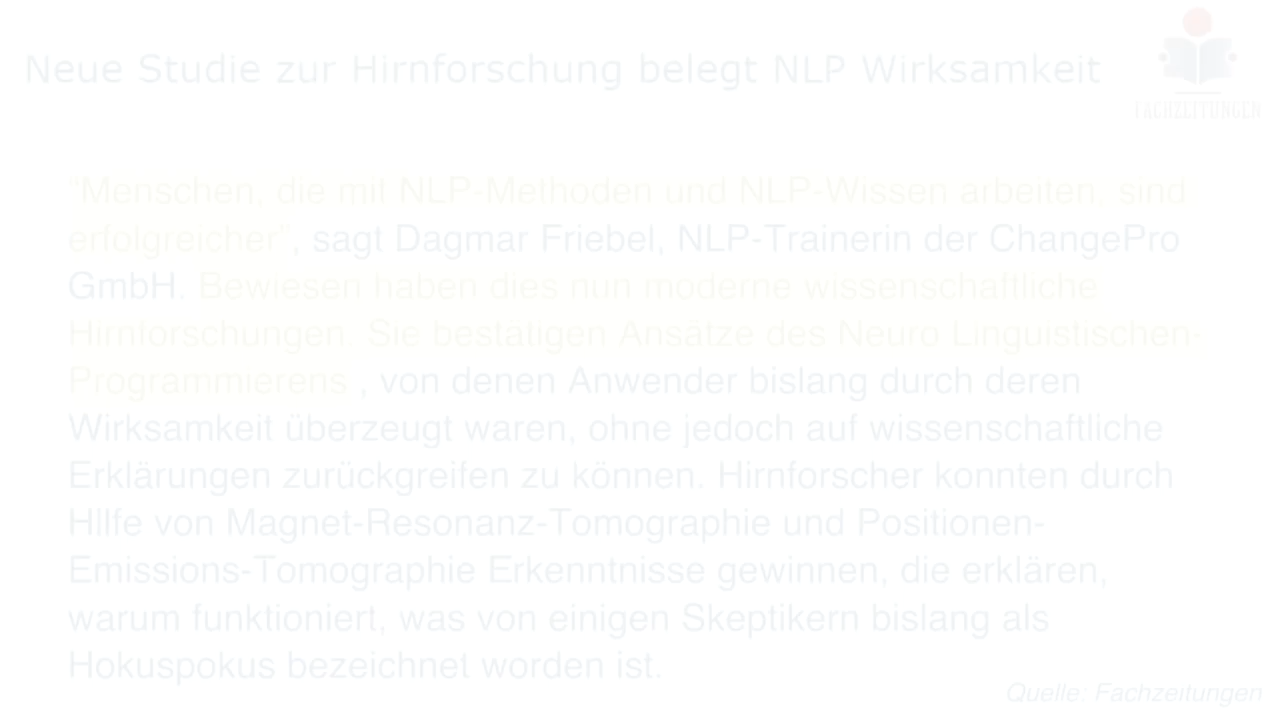 Neue Studie zur Hirnforschung belegt NLP Wirksamkeit
FACHZEITUNGEN
"Menschen, die mit NLP-Methoden und NLP-Wissen arbeiten, sind
erfolgreicher", sagt Dagmar Friebel, NLP-Trainerin der ChangePro
GmbH. Bewiesen haben dies nun moderne wissenschaftliche
Hirnforschungen. Sie bestätigen Ansätze des Neuro Linguistischen-
Programmierens , von denen Anwender bislang durch deren
Wirksamkeit überzeugt waren, ohne jedoch auf wissenschaftliche
Erklärungen zurückgreifen zu können. Hirnforscher konnten durch
HIlfe von Magnet-Resonanz-Tomographie und Positionen-
Emissions-Tomographie Erkenntnisse gewinnen, die erklären,
warum funktioniert, was von einigen Skeptikern bislang als
Hokuspokus bezeichnet worden ist.
Quelle: Fachzeitungen